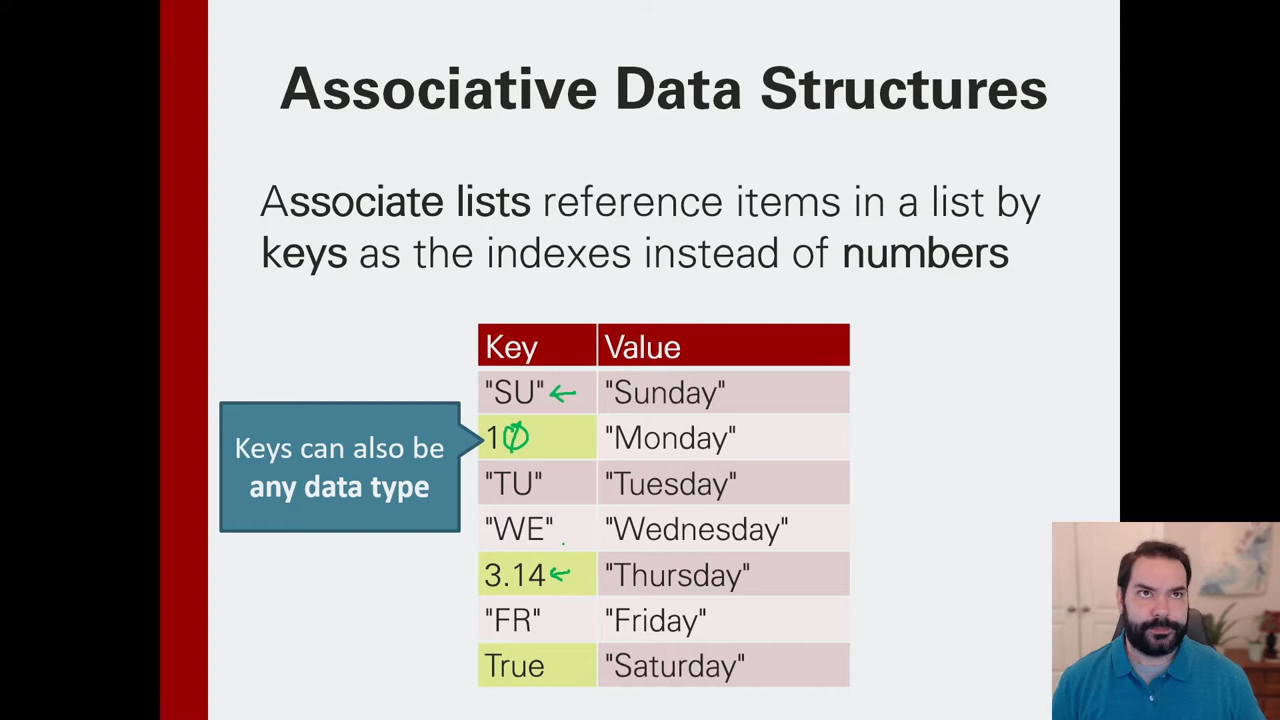 Associative Data Structures
Associate lists reference items in a list by
keys as the indexes instead of numbers
Key Value
"SU" "Sunday"
10 "Monday"
"TU" "Tuesday"
"WE" "Wednesday"
3.14 "Thursday"
"FR" "Friday"
True "Saturday"
Keys can also be
any data type